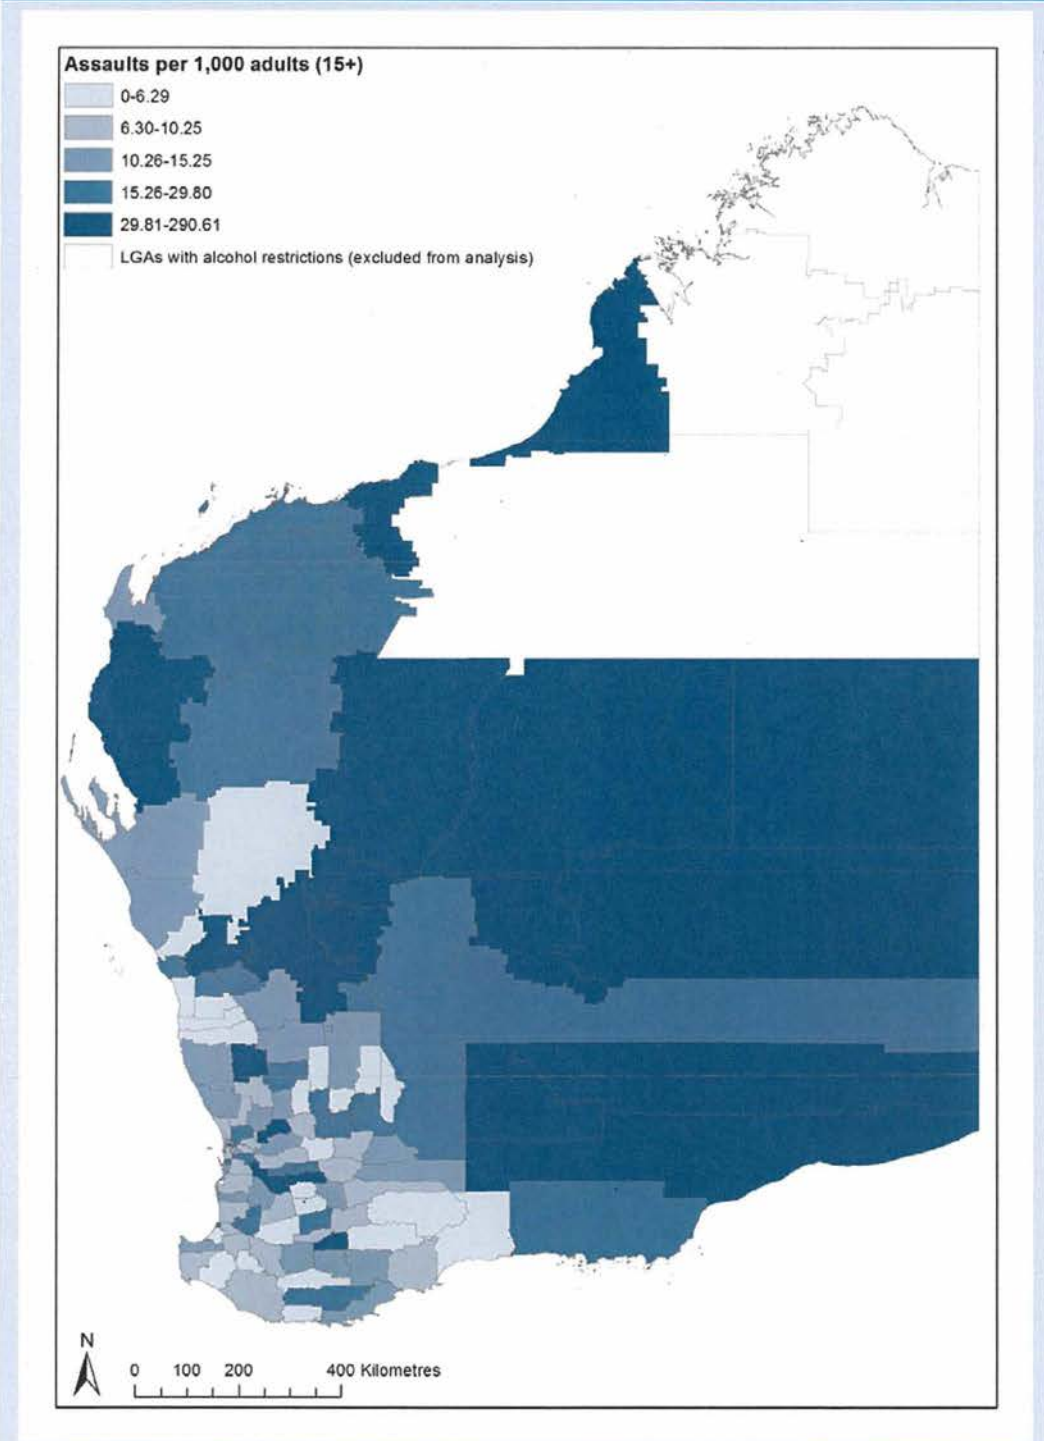 Assaults per 1,000 adults (15+)
0-6.29
6.30-10.25
10.26-15.25
15.26-29.80
29.81-290.61
LGAs with alcohol restrictions (excluded from analysis)
N
0 100 200 400 Kilometres